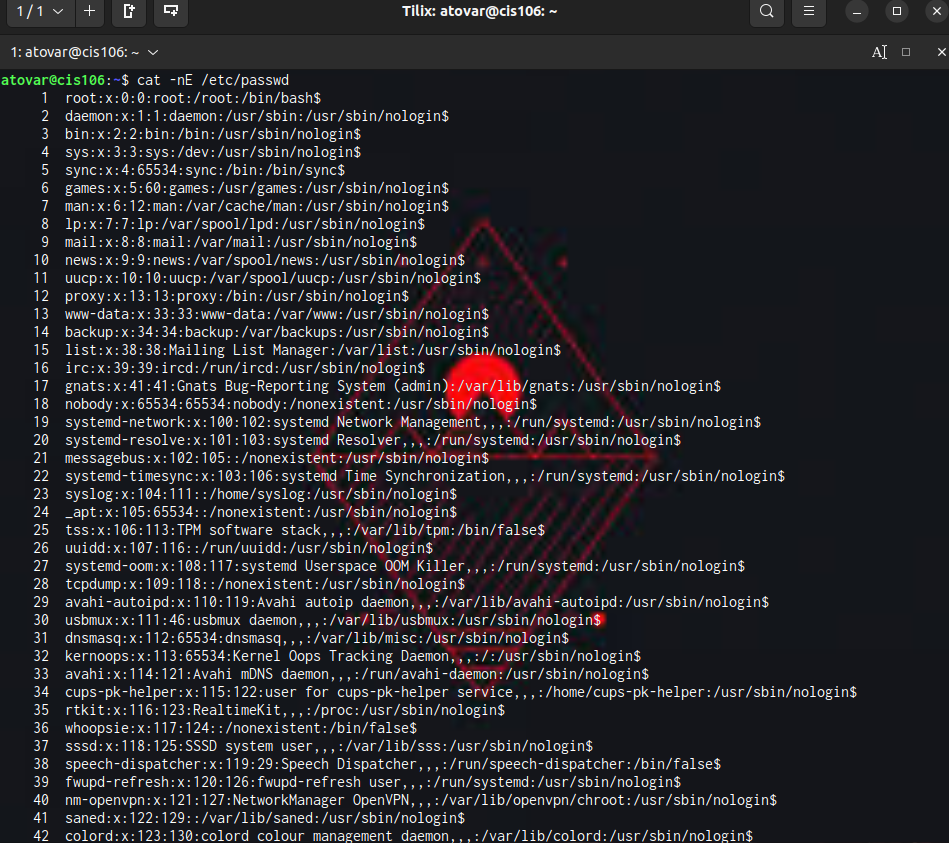 1 / 1
Tilix: atovar@cis106: ~
1: atovar@cis106: ~
atovar@cis106:~$ cat -nE /etc/passwd
1 root:x:0:0:root:/root:/bin/bash$
2 daemon:x:1:1:daemon:/usr/sbin:/usr/sbin/nologin$
3 bin:x:2:2:bin:/bin:/usr/sbin/nologin$
4 sys:x:3:3:sys:/dev:/usr/sbin/nologin$
5 sync:x:4:65534:sync:/bin:/bin/sync$
6 games:x:5:60:games:/usr/games:/usr/sbin/nologin$
7 man:x:6:12:man:/var/cache/man:/usr/sbin/nologin$
8 lp:x:7:7:lp:/var/spool/lpd:/usr/sbin/nologin$
9 mail:x:8:8:mail:/var/mail:/usr/sbin/nologin$
10 news:x:9:9:news:/var/spool/news:/usr/sbin/nologin$
11 uucp:x:10:10:uucp:/var/spool/uucp:/usr/sbin/nologin$
12 proxy:x:13:13:proxy:/bin:/usr/sbin/nologin$
13 www-data:x:33:33:www-data:/var/www:/usr/sbin/nologin$
14 backup:x:34:34:backup:/var/backups:/usr/sbin/nologin$
15 list:x:38:38:Mailing List Manager:/var/list:/usr/sbin/nologin$
16 irc:x:39:39:ircd:/run/ircd:/usr/sbin/nologin$
17 gnats:x:41:41:Gnats Bug-Reporting System (admin):/var/lib/gnats:/usr/sbin/nologin$
18 nobody:x:65534:65534:nobody:/nonexistent:/usr/sbin/nologin$
19 systemd-network:x:100:102:systemd Network Management,,,:/run/systemd:/usr/sbin/nologin$
20 systemd-resolve:x:101:103:systemd Resolver,,,:/run/systemd:/usr/sbin/nologin$
21 messagebus:x:102:105::/nonexistent:/usr/sbin/nologin$
22 systemd-timesync:x:103:106:systemd Time Synchronization,,,:/run/systemd:/usr/sbin/nologin$
23 syslog:x:104:111::/home/syslog:/usr/sbin/nologin$
24 _apt:x:105:65534::/nonexistent:/usr/sbin/nologin$
25 tss:x:106:113:TPM software stack,,,:/var/lib/tpm:/bin/false$
26 uuidd:x:107:116::/run/uuidd:/usr/sbin/nologin$
27 systemd-oom:x:108:117:systemd Userspace OOM Killer,,,:/run/systemd:/usr/sbin/nologin$
28 tcpdump:x:109:118::/nonexistent:/usr/sbin/nologin$
29 avahi-autoipd:x:110:119:Avahi autoip daemon,,,:/var/lib/avahi-autoipd:/usr/sbin/nologin$
30 usbmux:x:111:46:usbmux daemon,,,:/var/lib/usbmux:/usr/sbin/nologin$
31 dnsmasq:x:112:65534:dnsmasq,,,:/var/lib/misc:/usr/sbin/nologin$
32 kernoops:x:113:65534:Kernel Oops Tracking Daemon,,,:/:/usr/sbin/nologin$
33 avahi:x:114:121:Avahi mDNS daemon,,,:/run/avahi-daemon:/usr/sbin/nologin$
34 cups-pk-helper:x:115:122:user for cups-pk-helper service,,,:/home/cups-pk-helper:/usr/sbin/nologin$
35 rtkit:x:116:123:RealtimeKit,,,:/proc:/usr/sbin/nologin$
36 whoopsie:x:117:124::/nonexistent:/bin/false$
37 sssd:x:118:125:SSSD system user,,,:/var/lib/sss:/usr/sbin/nologin$
38 speech-dispatcher:x:119:29:Speech Dispatcher,,,:/run/speech-dispatcher:/bin/false$
39 fwupd-refresh:x:120:126:fwupd-refresh user,,,:/run/systemd:/usr/sbin/nologin$
40 nm-openvpn:x:121:127:NetworkManager OpenVPN,,,:/var/lib/openvpn/chroot:/usr/sbin/nologin$
41 saned:x:122:129::/var/lib/saned:/usr/sbin/nologin$
42 colord:x:123:130:colord colour management daemon,,,:/var/lib/colord:/usr/sbin/nologin$